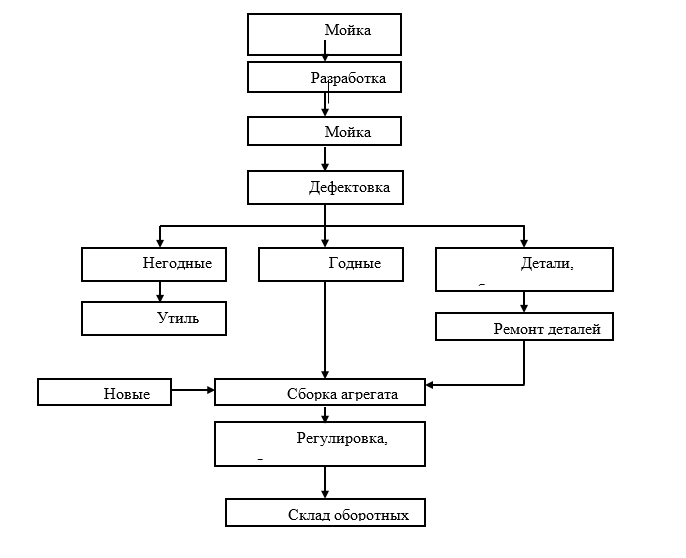 Мойка
Разработка
Мойка
Дефектовка
Негодные
Годные
Детали,
Утиль
Ремонт деталей
Новые
Сборка агрегата
Регулировка,
Склад оборотных